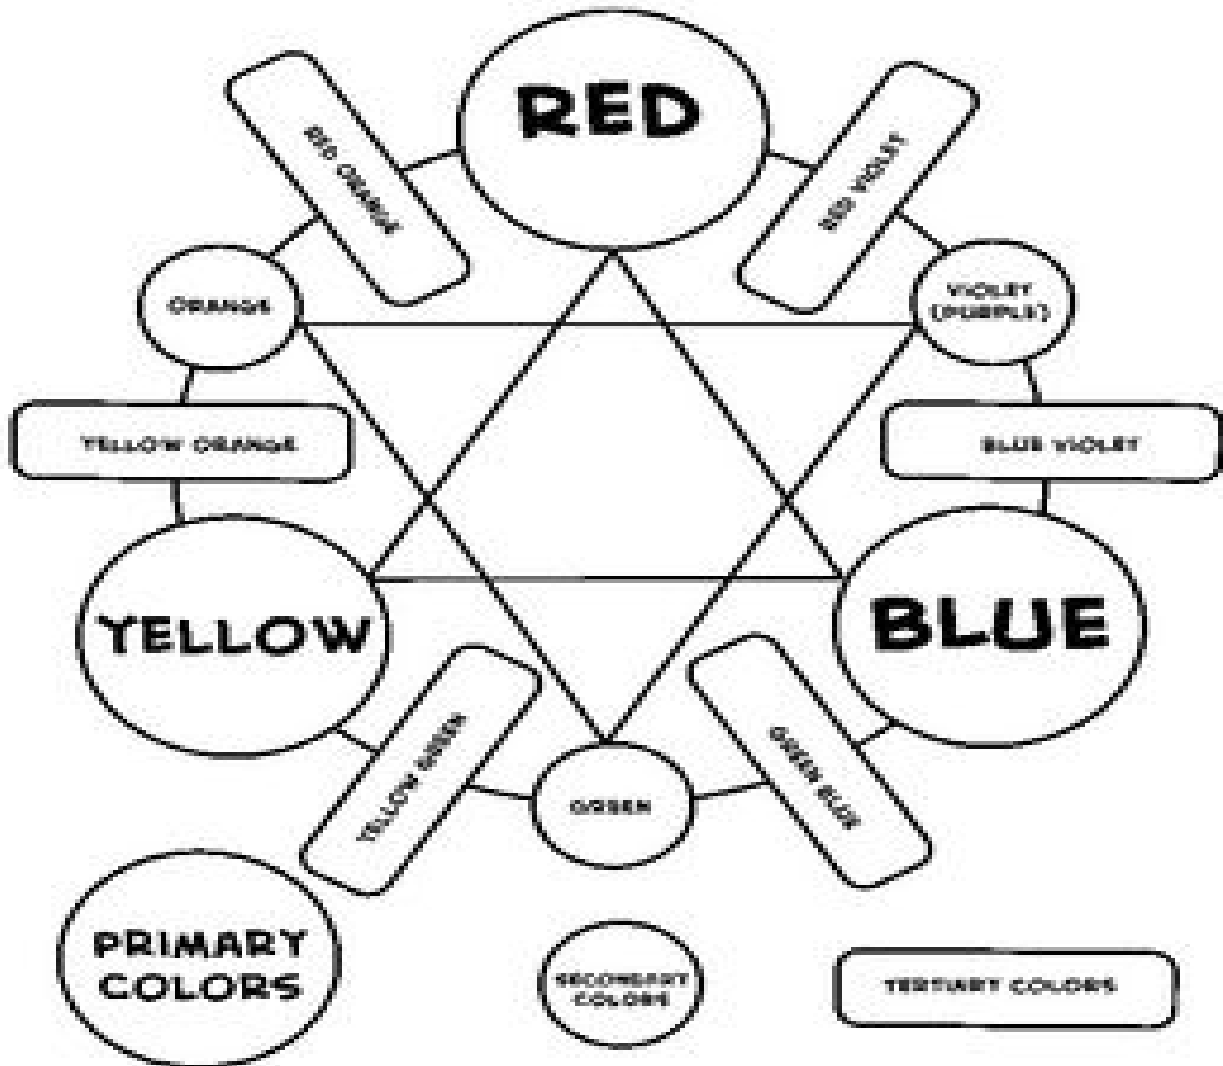 RED
RED ORANGE
RED VIOLET
ORANGE
VIOLET
(PURPLE)
YELLOW ORANGE
BLUE VIOLET
YELLOW
BLUE
YELLOW GREEN
GREEN BLUE
GREEN
PRIMARY
COLORS
SECONDARY
COLORS
TERTIARY COLORS